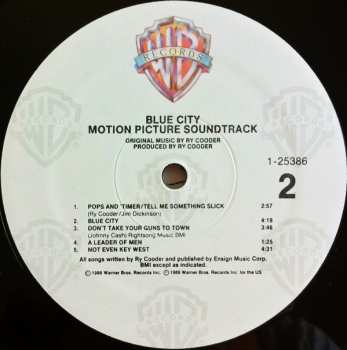 RECORDS
BLUE CITY
MOTION PICTURE SOUNDTRACK
ORIGINAL MUSIC BY RY COODER
PRODUCED BY RY COODER
1-25386
2
1. POPS AND 'TIMER/TELL ME SOMETHING SLICK 2:57
(Ry Cooder/Jim Dickinson)
2. BLUE CITY 4:18
3. DON'T TAKE YOUR GUNS TO TOWN 3:46
(Johnny Cash) Rightsong Music BMI
4. A LEADER OF MEN 1:25
5. NOT EVEN KEY WEST 4:31
All songs written by Ry Cooder and published by Ensign Music Corp.
BMI except as indicated.
℗ 1986 Warner Bros. Records Inc. © 1986 Warner Bros. Records Inc. for the US